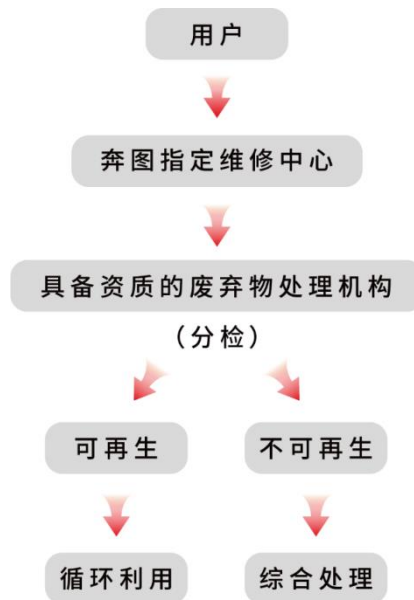 用户
奔图指定维修中心
具备资质的废弃物处理机构
（分检）
可再生
不可再生
循环利用
综合处理